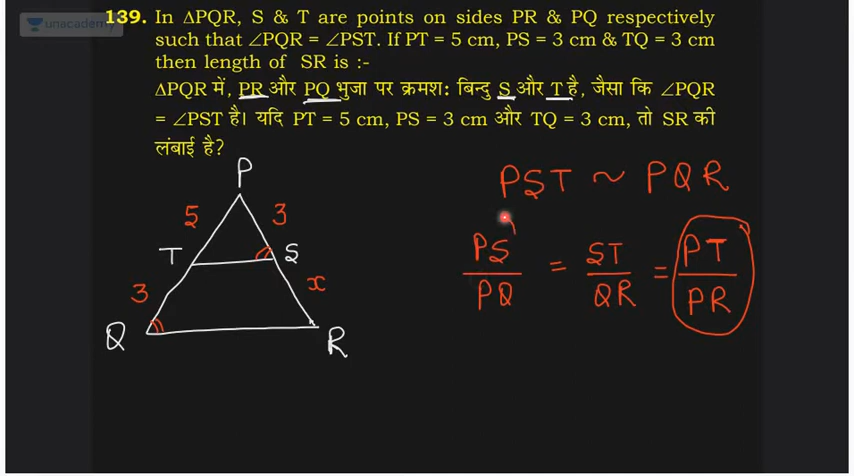 unacademy
139. In ΔPQR, S & T are points on sides PR & PQ respectively
such that ∠PQR = ∠PST. If PT = 5 cm, PS = 3 cm & TQ = 3 cm
then length of SR is :-
ΔPQR में, PR और PQ भुजा पर क्रमश: बिन्दु S और T है, जैसा कि ∠PQR
= ∠PST है। यदि PT = 5 cm, PS = 3 cm और TQ = 3 cm, तो SR की
लंबाई है?
P
PST ~ PQR
5 3
T S
PS/PQ = ST/QR = PT/PR
3 x
Q R